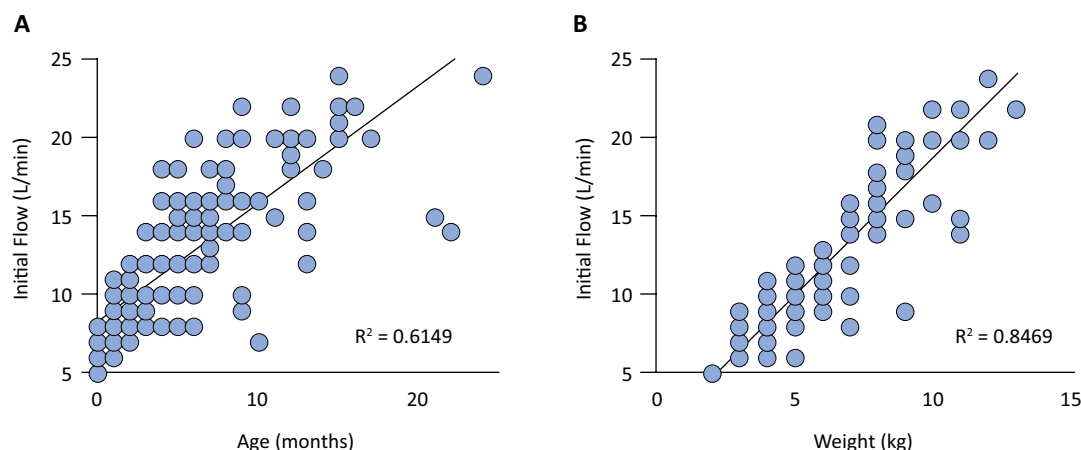 A
25
20
15
10
5
Initial Flow (L/min)
R² = 0.6149
0
10
20
Age (months)
B
25
20
15
10
5
Initial Flow (L/min)
R² = 0.8469
0
5
10
15
Weight (kg)